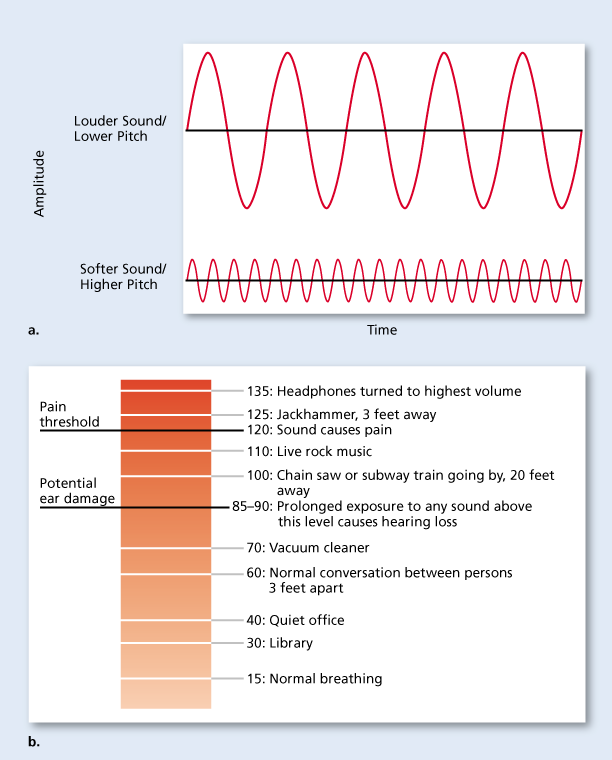 Louder Sound/
Lower Pitch
Amplitude
Softer Sound/
Higher Pitch
a.
Time
135: Headphones turned to highest volume
Pain
threshold
125: Jackhammer, 3 feet away
120: Sound causes pain
110: Live rock music
100: Chain saw or subway train going by, 20 feet
away
Potential
ear damage
85–90: Prolonged exposure to any sound above
this level causes hearing loss
70: Vacuum cleaner
60: Normal conversation between persons
3 feet apart
40: Quiet office
30: Library
15: Normal breathing
b.